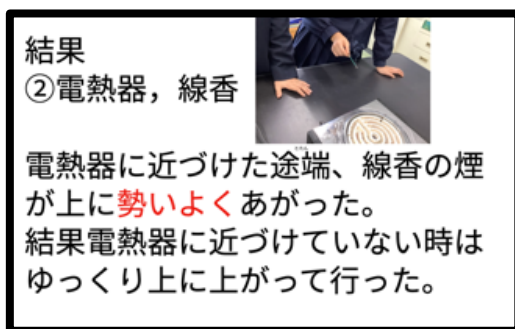 結果
②電熱器，線香
とたん
電熱器に近づけた途端、線香の煙
が上に勢いよくあがった。
結果電熱器に近づけていない時は
ゆっくり上に上がって行った。